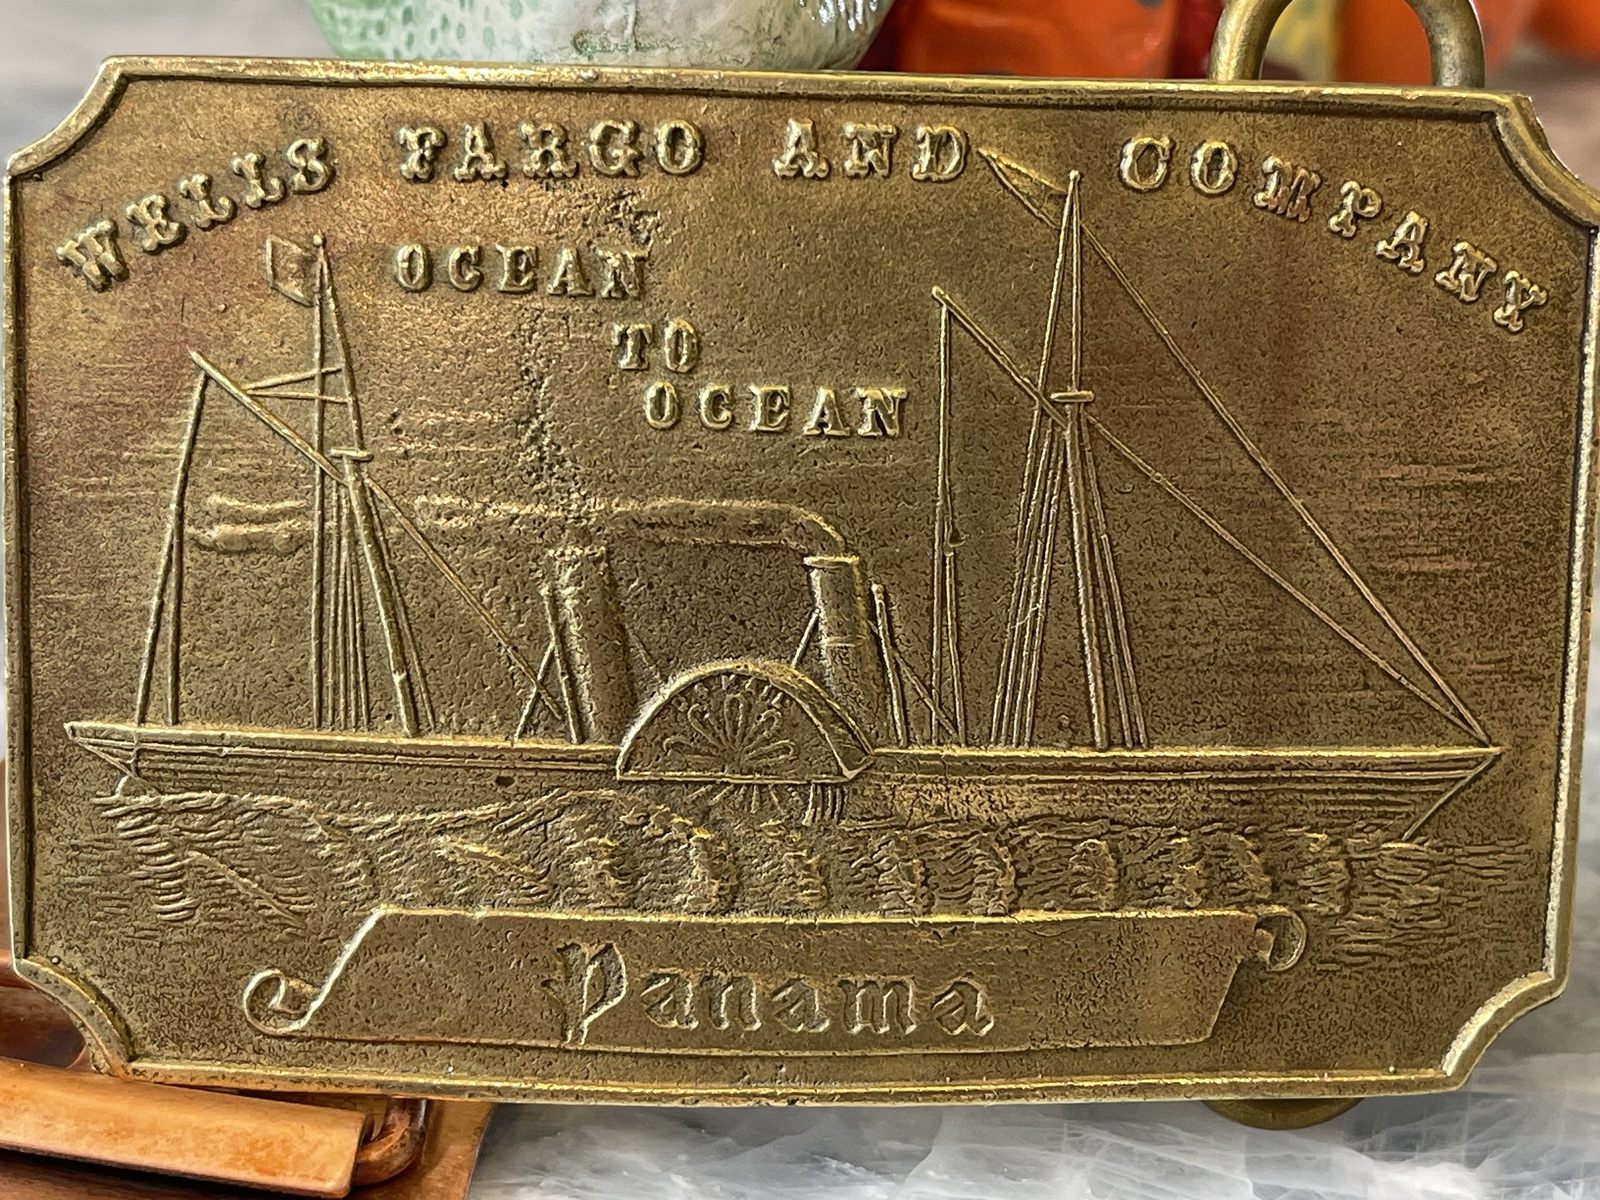 WELLS FARGO AND COMPANY
OCEAN
TO
OCEAN
Panama